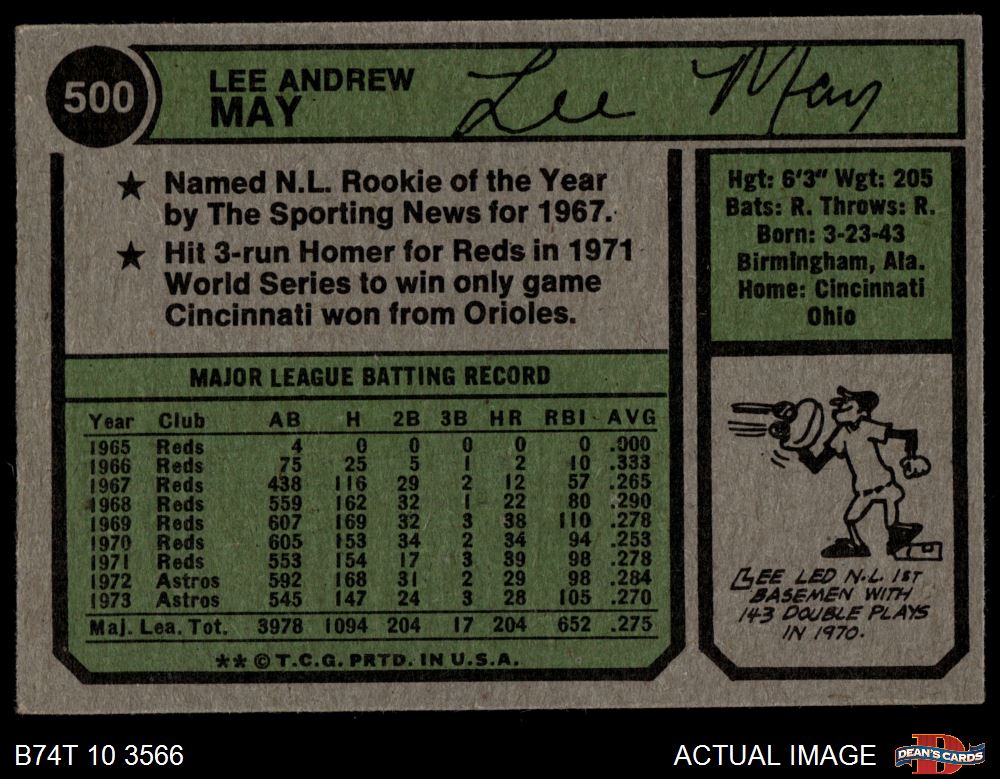 500
LEE ANDREW
MAY
Lee May
★ Named N.L. Rookie of the Year
by The Sporting News for 1967.
★ Hit 3-run Homer for Reds in 1971
World Series to win only game
Cincinnati won from Orioles.
Hgt: 6'3" Wgt: 205
Bats: R. Throws: R.
Born: 3-23-43
Birmingham, Ala.
Home: Cincinnati
Ohio
MAJOR LEAGUE BATTING RECORD
Year Club AB H 2B 3B HR RBI AVG
1965 Reds 4 0 0 0 0 0 .000
1966 Reds 75 25 5 1 2 10 .333
1967 Reds 438 116 29 2 12 57 .265
1968 Reds 559 162 32 1 22 80 .290
1969 Reds 607 169 32 3 38 110 .278
1970 Reds 605 153 34 2 34 94 .253
1971 Reds 553 154 17 3 39 98 .278
1972 Astros 592 168 31 2 29 98 .284
1973 Astros 545 147 24 3 28 105 .270
Maj. Lea. Tot. 3978 1094 204 17 204 652 .275
** © T.C.G. PRTD. IN U.S.A.
LEE LED N.L. 1ST
BASEMEN WITH
143 DOUBLE PLAYS
IN 1970.
B74T 10 3566
ACTUAL IMAGE
D
DEAN'S CARDS